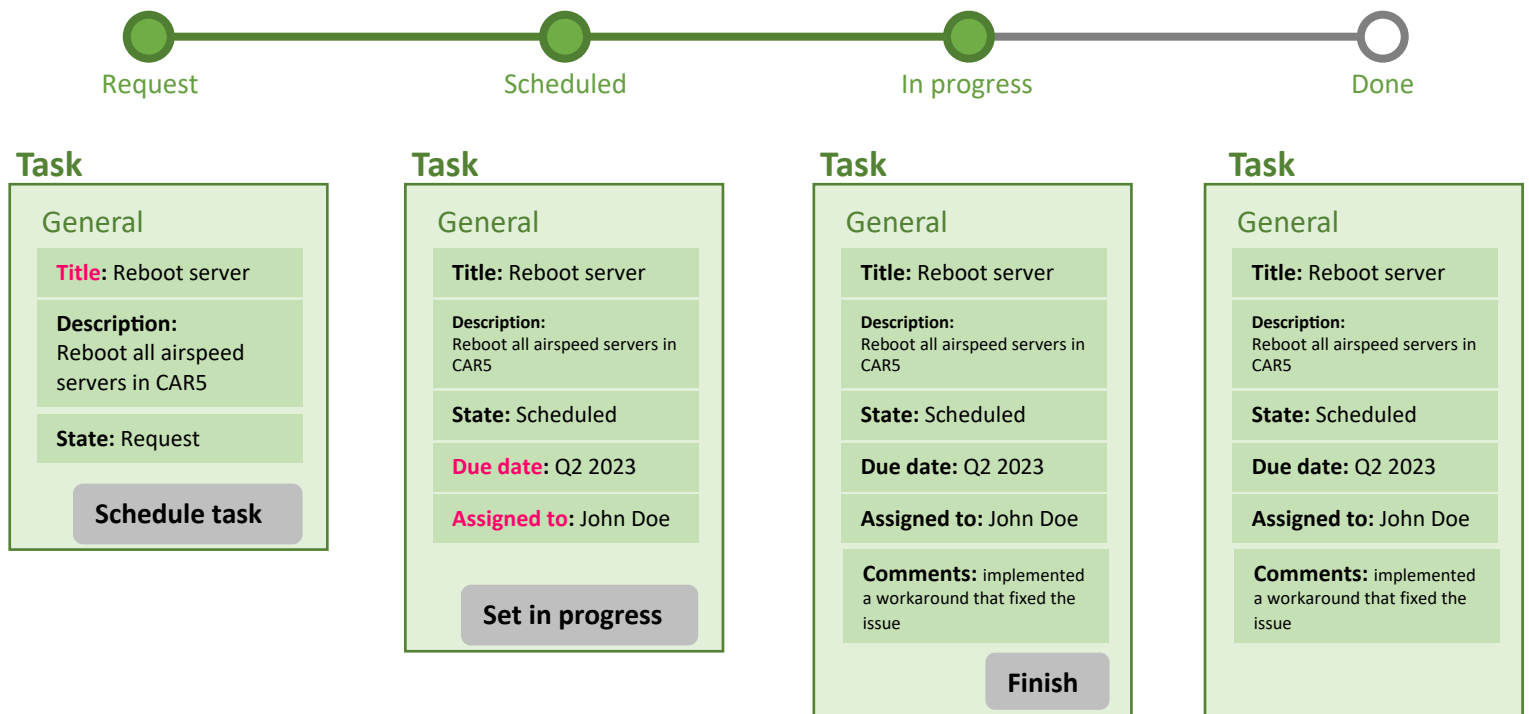 Request
Scheduled
In progress
Done
Task
General
Title: Reboot server
Description:
Reboot all airspeed
servers in CAR5
State: Request
Schedule task
Task
General
Title: Reboot server
Description:
Reboot all airspeed servers in
CAR5
State: Scheduled
Due date: Q2 2023
Assigned to: John Doe
Set in progress
Task
General
Title: Reboot server
Description:
Reboot all airspeed servers in
CAR5
State: Scheduled
Due date: Q2 2023
Assigned to: John Doe
Comments: implemented
a workaround that fixed the
issue
Finish
Task
General
Title: Reboot server
Description:
Reboot all airspeed servers in
CAR5
State: Scheduled
Due date: Q2 2023
Assigned to: John Doe
Comments: implemented
a workaround that fixed the
issue